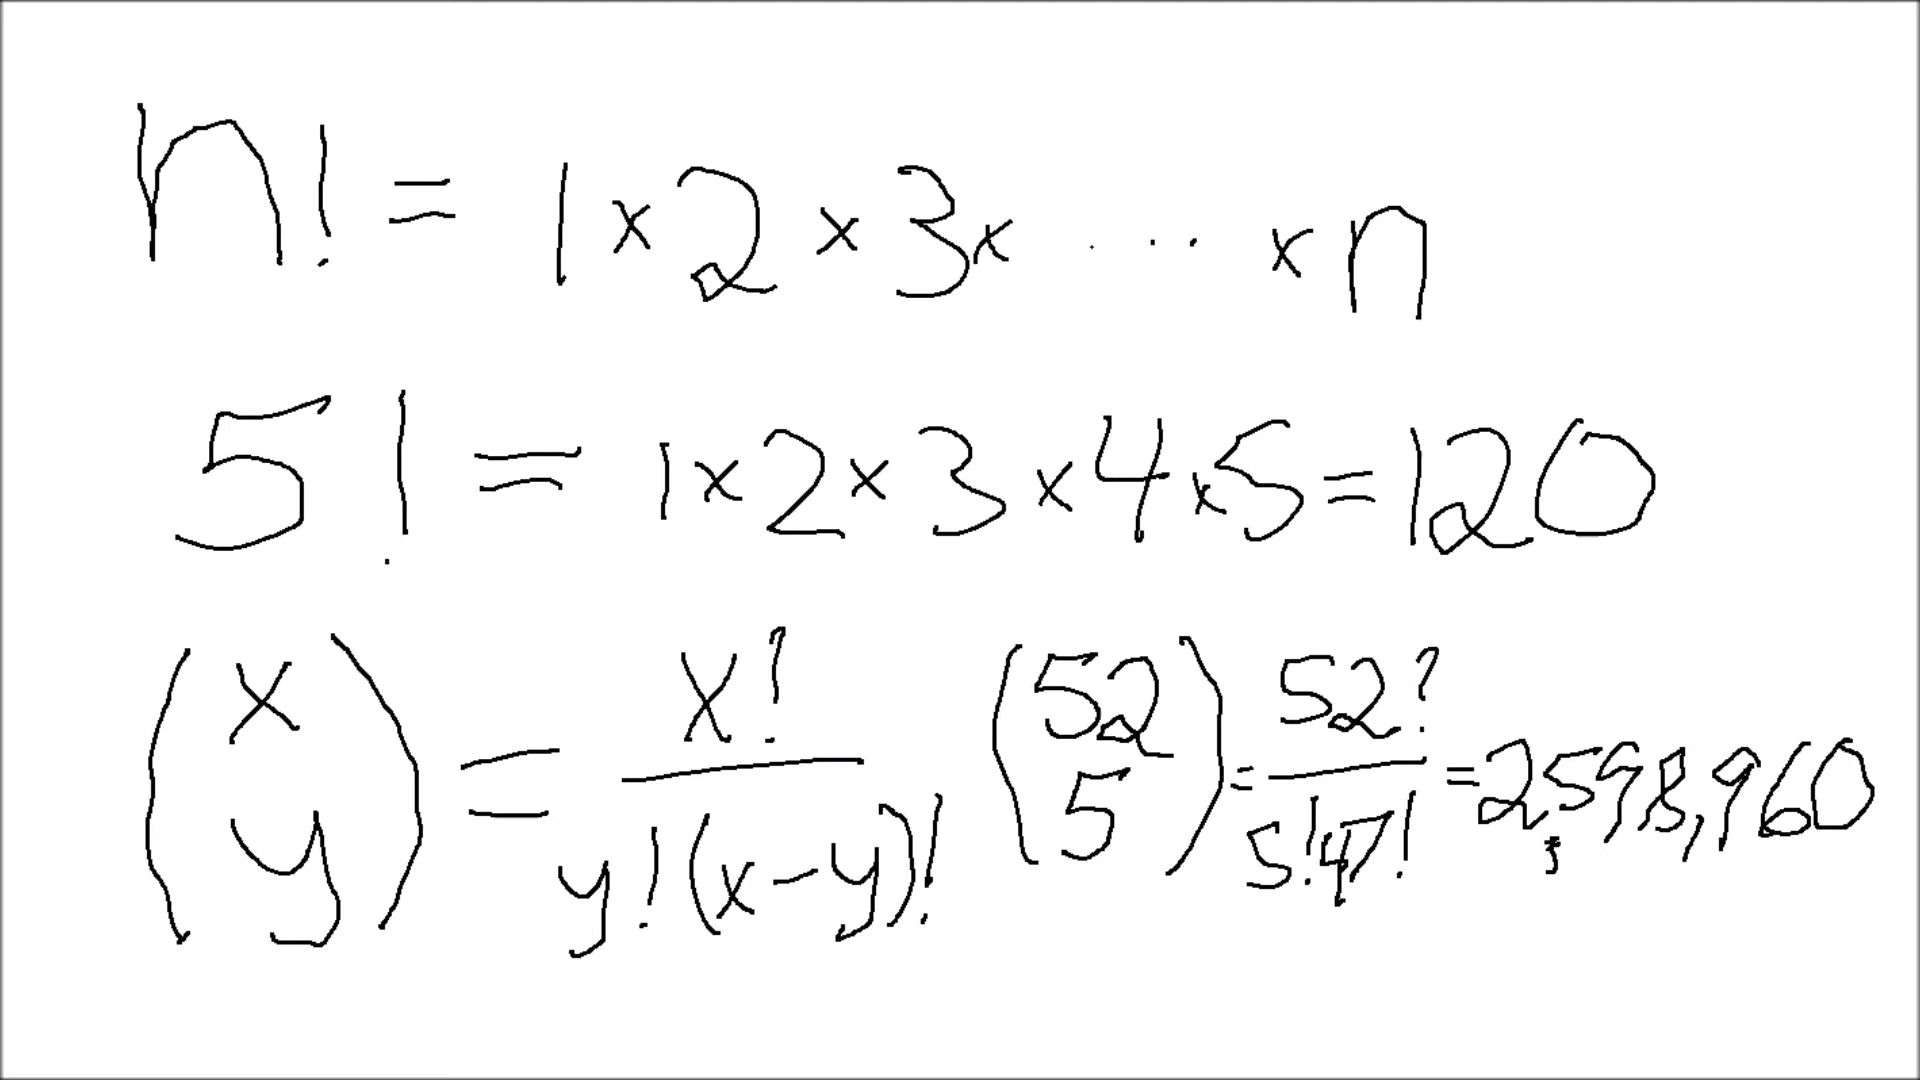 n! = 1 × 2 × 3 × ... × n
5! = 1 × 2 × 3 × 4 × 5 = 120
(x y) = x! / y!(x-y)! (52 5) = 52! / 5!47! = 2,598,960